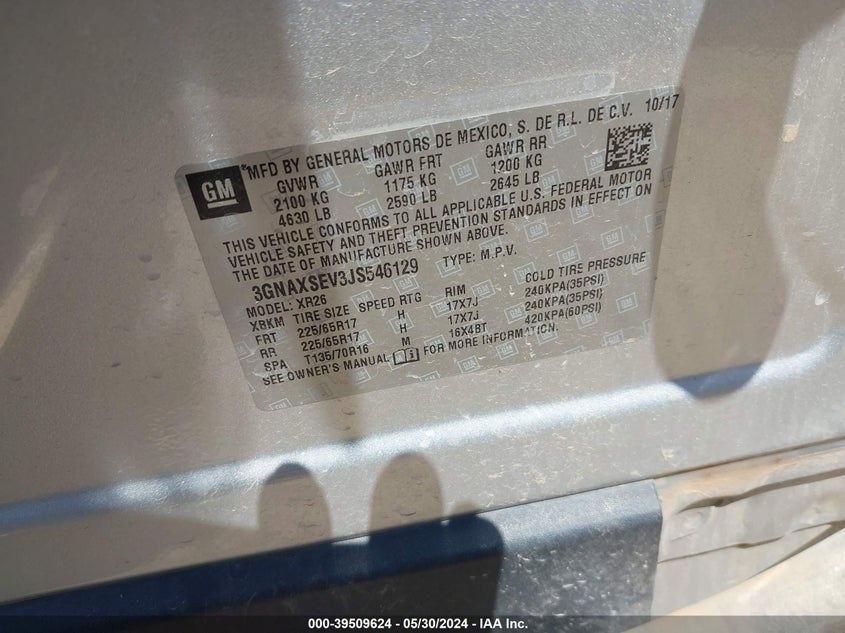 GM
®MFD BY GENERAL MOTORS DE MEXICO, S. DE R.L. DE C.V. 10/17
GVWR GAWR FRT GAWR RR
2100 KG 1175 KG 1200 KG
4630 LB 2590 LB 2645 LB
THIS VEHICLE CONFORMS TO ALL APPLICABLE U.S. FEDERAL MOTOR
VEHICLE SAFETY AND THEFT PREVENTION STANDARDS IN EFFECT ON
THE DATE OF MANUFACTURE SHOWN ABOVE.
3GNAXSEV3JS546129 TYPE: M.P.V.
MODEL: XR26
XBKM TIRE SIZE SPEED RTG RIM COLD TIRE PRESSURE
FRT 225/65R17 H 17X7J 240KPA(35PSI)
RR 225/65R17 H 17X7J 240KPA(35PSI)
SPA T135/70R16 M 16X4BT 420KPA(60PSI)
SEE OWNER'S MANUAL FOR MORE INFORMATION.
000-39509624 - 05/30/2024 - IAA Inc.